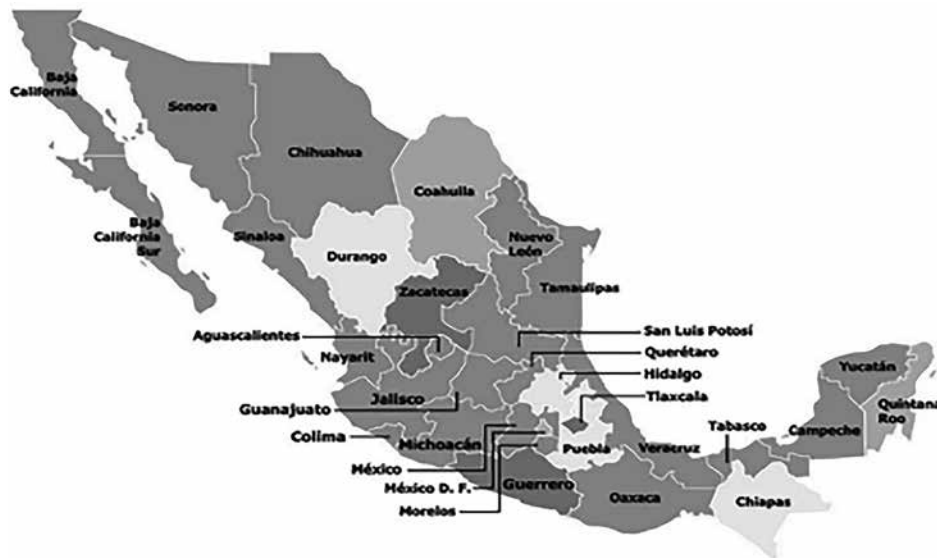 Baja
California
Sonora
Chihuahua
Coahuila
Baja
California
Sur
Sinaloa
Durango
Nuevo
León
Tamaulipas
Zacatecas
Aguascalientes
San Luis Potosí
Nayarit
Querétaro
Hidalgo
Tlaxcala
Jalisco
Guanajuato
Colima
Michoacán
México
México D. F.
Morelos
Guerrero
Puebla
Veracruz
Oaxaca
Tabasco
Chiapas
Campeche
Yucatán
Quintana
Roo